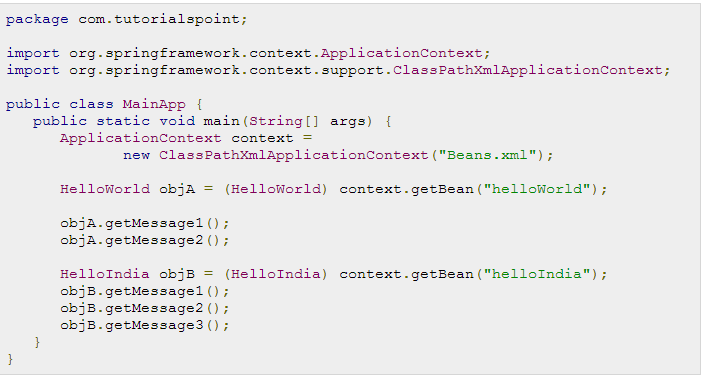 package com.tutorialspoint;
import org.springframework.context.ApplicationContext;
import org.springframework.context.support.ClassPathXmlApplicationContext;
public class MainApp {
public static void main(String[] args) {
ApplicationContext context =
new ClassPathXmlApplicationContext("Beans.xml");
HelloWorld objA = (HelloWorld) context.getBean("helloWorld");
objA.getMessage1();
objA.getMessage2();
HelloIndia objB = (HelloIndia) context.getBean("helloIndia");
objB.getMessage1();
objB.getMessage2();
objB.getMessage3();
}
}